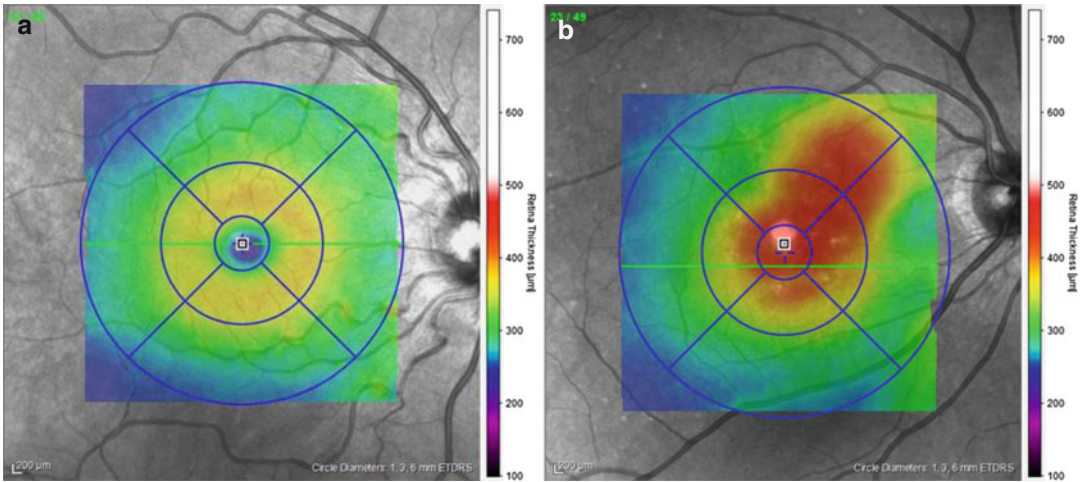 a
700
600
500
400
300
200
100
Retina Thickness [µm]
200 µm
Circle Diameters: 1, 3, 6 mm ETDRS
23 / 49
b
700
600
500
400
300
200
100
Retina Thickness [µm]
200 µm
Circle Diameters: 1, 3, 6 mm ETDRS